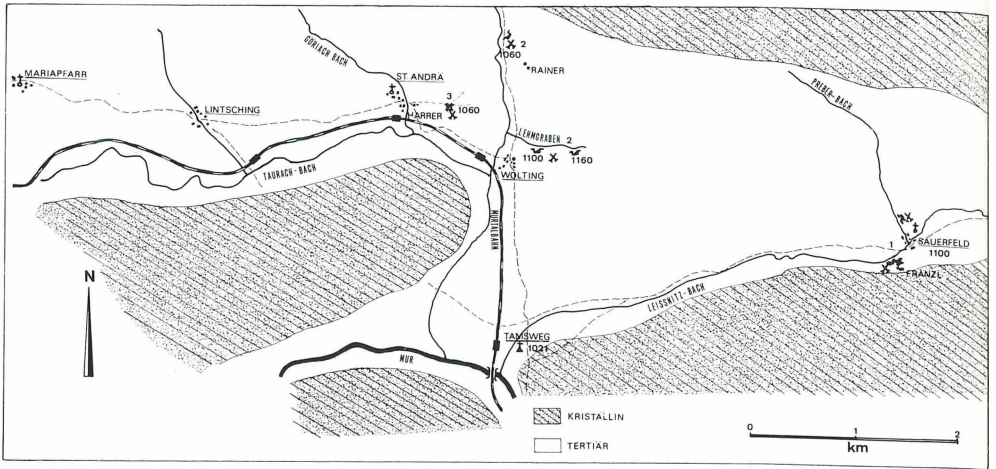 GÖRIACH BACH
2
1060
RAINER
MARIAPFARR
ST. ANDRÄ
PREBER-BACH
3
1060
LINTSCHING
HARRER
LEHMGRABEN 2
1100
1160
TAURACH-BACH
WÖLTING
MURTALBAHN
1
SAUERFELD
1100
FRANZL
N
LEISSNITZ-BACH
TAMSWEG
1021
MUR
KRISTALLIN
TERTIÄR
0 1 2
km